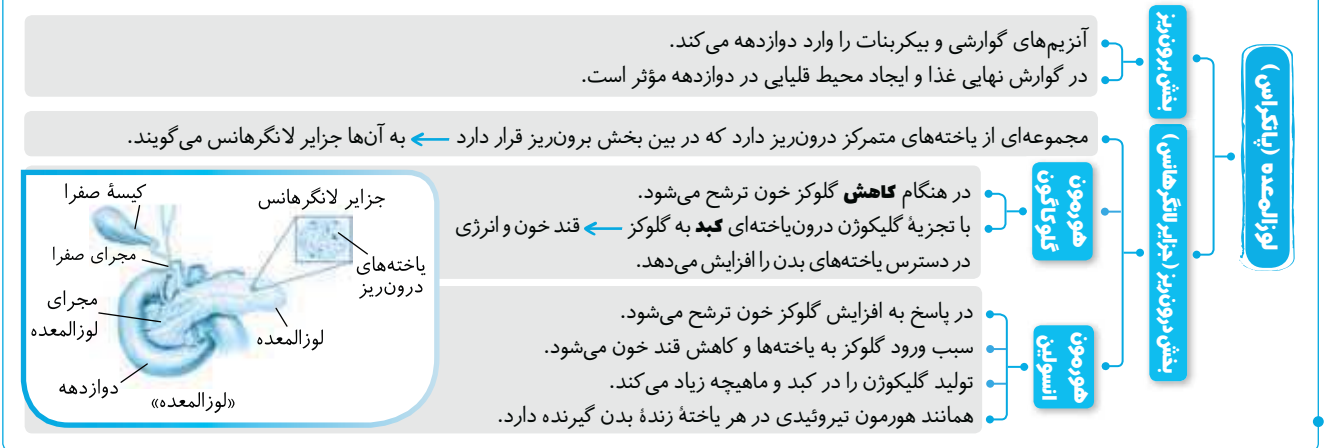 لوزالمعده (پانکراس)
بخش برون‌ریز
آنزیم‌های گوارشی و بیکربنات را وارد دوازدهه می‌کند.
در گوارش نهایی غذا و ایجاد محیط قلیایی در دوازدهه مؤثر است.
بخش درون‌ریز (جزایر لانگرهانس)
مجموعه‌ای از یاخته‌های متمرکز درون‌ریز دارد که در بین بخش برون‌ریز قرار دارد ← به آن‌ها جزایر لانگرهانس می‌گویند.
هورمون
گلوکاگون
در هنگام کاهش گلوکز خون ترشح می‌شود.
با تجزیهٔ گلیکوژن درون‌یاخته‌ای کبد به گلوکز ← قند خون و انرژی
در دسترس یاخته‌های بدن را افزایش می‌دهد.
هورمون
انسولین
در پاسخ به افزایش گلوکز خون ترشح می‌شود.
سبب ورود گلوکز به یاخته‌ها و کاهش قند خون می‌شود.
تولید گلیکوژن را در کبد و ماهیچه زیاد می‌کند.
همانند هورمون تیروئیدی در هر یاختهٔ زندهٔ بدن گیرنده دارد.
کیسهٔ صفرا
جزایر لانگرهانس
مجرای صفرا
یاخته‌های
درون‌ریز
مجرای
لوزالمعده
لوزالمعده
دوازدهه
«لوزالمعده»